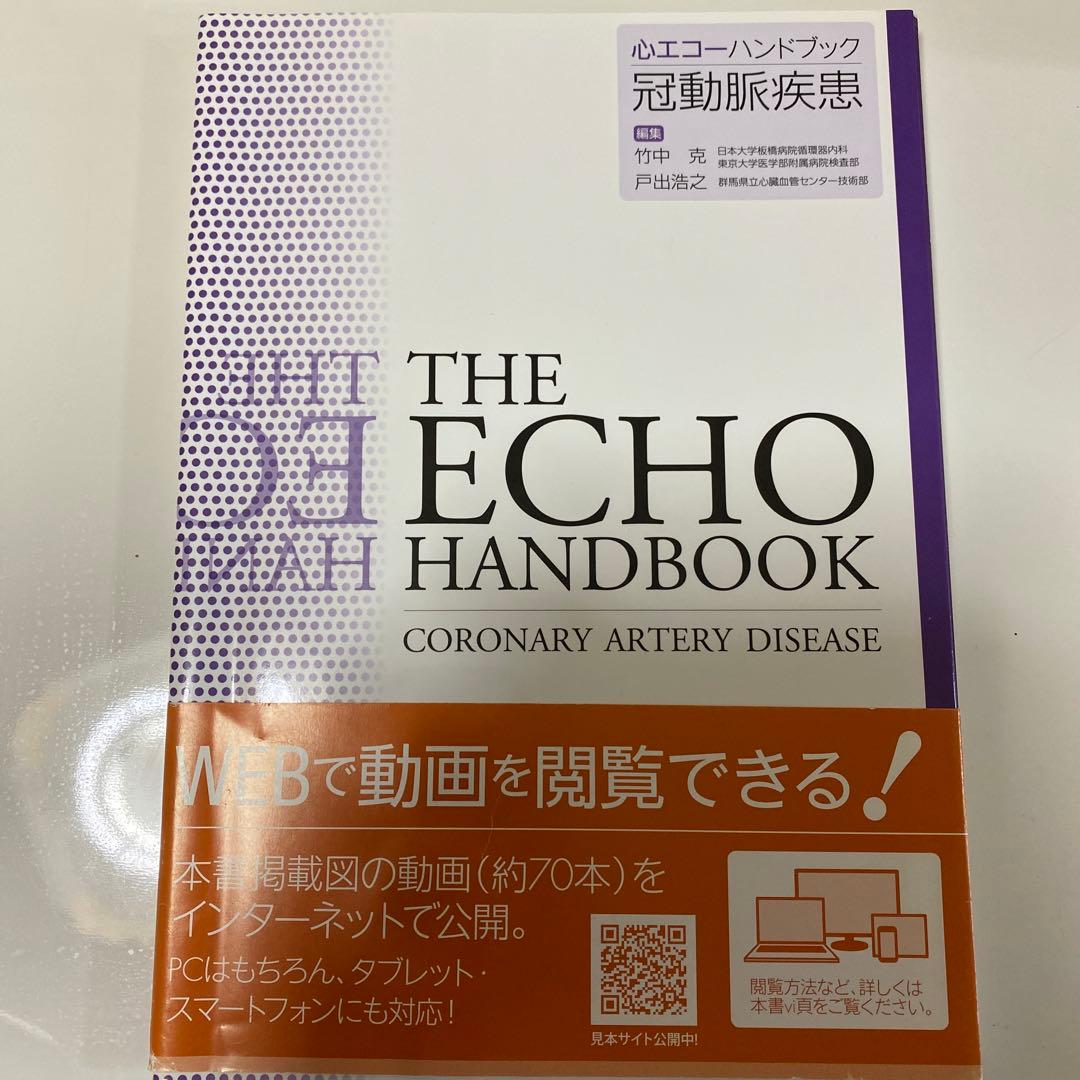 心エコーハンドブック
冠動脈疾患
編集
竹中 克 日本大学板橋病院循環器内科
東京大学医学部附属病院検査部
戸出浩之 群馬県立心臓血管センター技術部
THE
ECHO
HANDBOOK
CORONARY ARTERY DISEASE
THE
EC
HAN
WEBで動画を閲覧できる!
本書掲載図の動画(約70本)を
インターネットで公開。
PCはもちろん、タブレット・
スマートフォンにも対応!
見本サイト公開中!
閲覧方法など、詳しくは
本書vi頁をご覧ください。